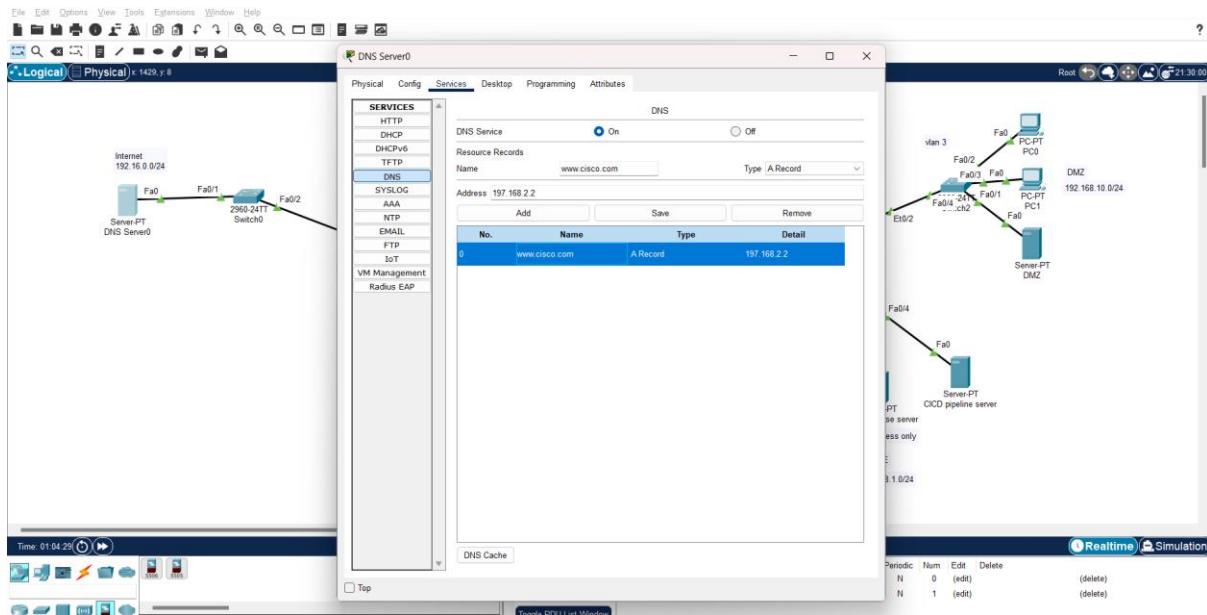 File Edit Options View Tools Extensions Window Help
?
Logical Physical x: 1429, y: 8
Root 21:30:00
DNS Server0
Physical Config Services Desktop Programming Attributes
SERVICES
HTTP
DHCP
DHCPv6
TFTP
DNS
SYSLOG
AAA
NTP
EMAIL
FTP
IoT
VM Management
Radius EAP
DNS
DNS Service On Off
Resource Records
Name www.cisco.com Type A Record
Address 197.168.2.2
Add Save Remove
No. Name Type Detail
0 www.cisco.com A Record 197.168.2.2
DNS Cache
Top
Internet
192.16.0.0/24
Fa0 Fa0/1 Fa0/2
Server-PT
DNS Server0
2960-24TT
Switch0
vlan 3
Fa0
PC-PT
PC0
Fa0/2
Fa0/3 Fa0
DMZ
192.168.10.0/24
Fa0/4
Fa0/1
PC-PT
PC1
Fa0
Et0/2
Server-PT
DMZ
Fa0/4
Fa0
Server-PT
CICD pipeline server
-PT
se server
ess only
.1.0/24
Time: 01:04:29
Realtime Simulation
5506 5505
Periodic Num Edit Delete
N 0 (edit) (delete)
N 1 (edit) (delete)
Toggle PDU List Window